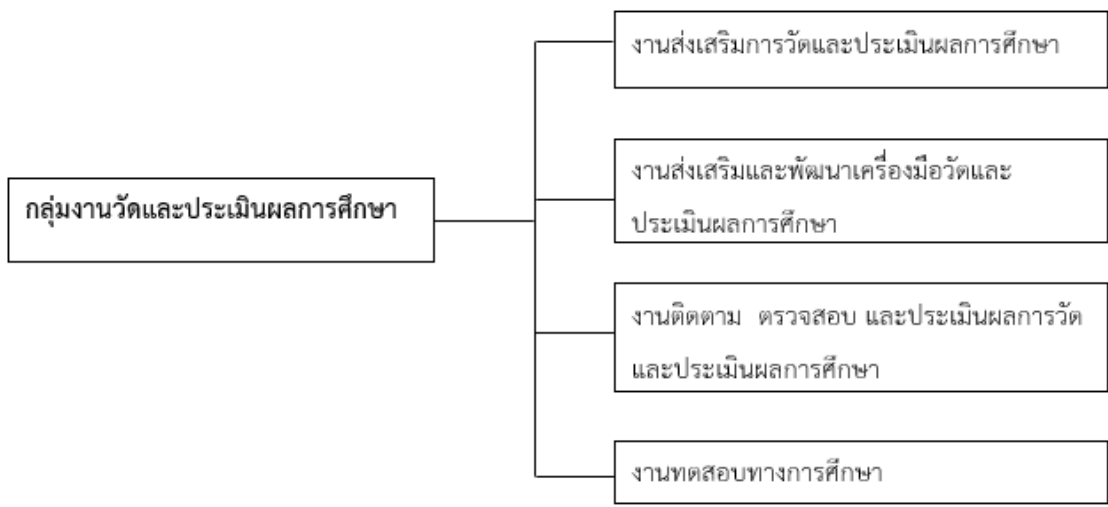 งานส่งเสริมการวัดและประเมินผลการศึกษา
งานส่งเสริมและพัฒนาเครื่องมือวัดและ
ประเมินผลการศึกษา
กลุ่มงานวัดและประเมินผลการศึกษา
งานติดตาม ตรวจสอบ และประเมินผลการวัด
และประเมินผลการศึกษา
งานทดสอบทางการศึกษา